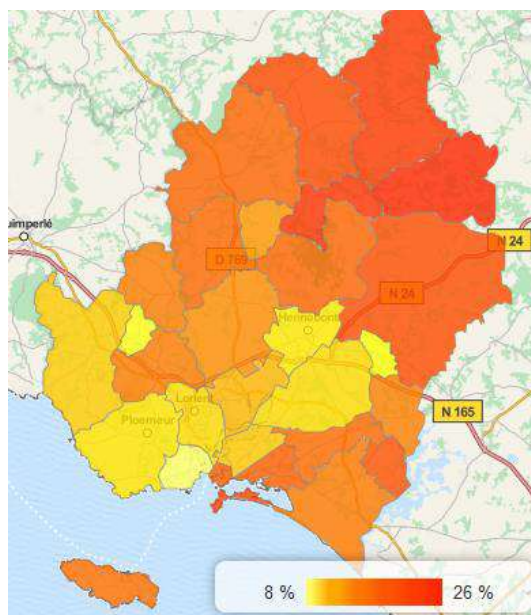 uimperlé
N 24
D 769
N 24
Hennebont
N 165
Lorient
Ploemeur
8 %
26 %